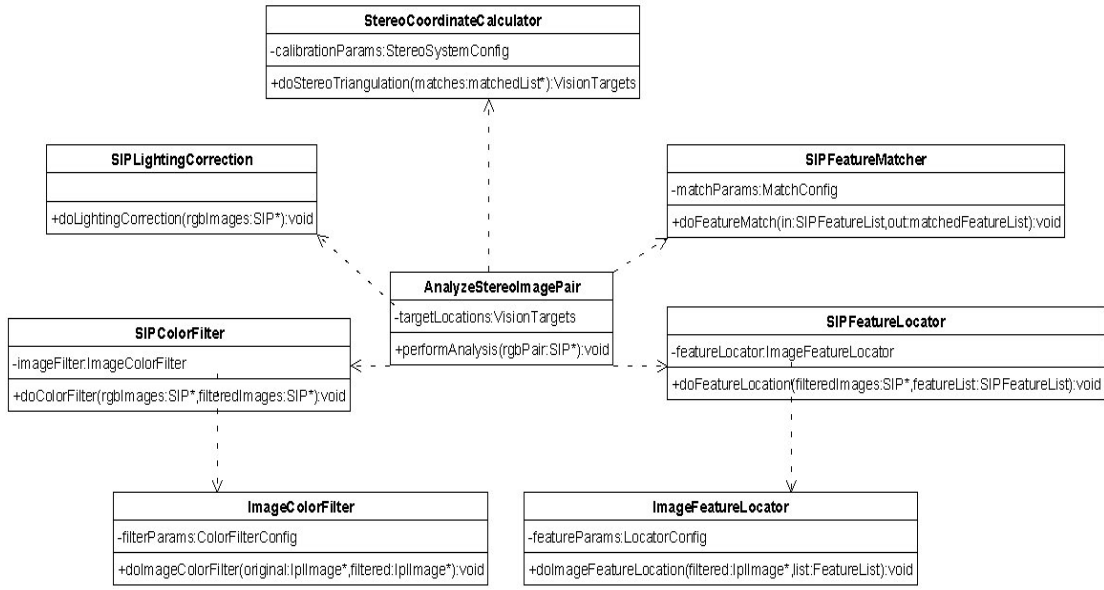 StereoCoordinateCalculator
-calibrationParams:StereoSystemConfig
+doStereoTriangulation(matches:matchedList*):VisionTargets
SIPLightingCorrection
+doLightingCorrection(rgbImages:SIP*):void
SIPFeatureMatcher
-matchParams:MatchConfig
+doFeatureMatch(in:SIPFeatureList,out:matchedFeatureList):void
AnalyzeStereoImagePair
-targetLocations:VisionTargets
+performAnalysis(rgbPair:SIP*):void
SIPColorFilter
-imageFilter:ImageColorFilter
+doColorFilter(rgbImages:SIP*,filteredImages:SIP*):void
SIPFeatureLocator
-featureLocator:ImageFeatureLocator
+doFeatureLocation(filteredImages:SIP*,featureList:SIPFeatureList):void
ImageColorFilter
-filterParams:ColorFilterConfig
+doImageColorFilter(original:IplImage*,filtered:IplImage*):void
ImageFeatureLocator
-featureParams:LocatorConfig
+doImageFeatureLocation(filtered:IplImage*,list:FeatureList):void